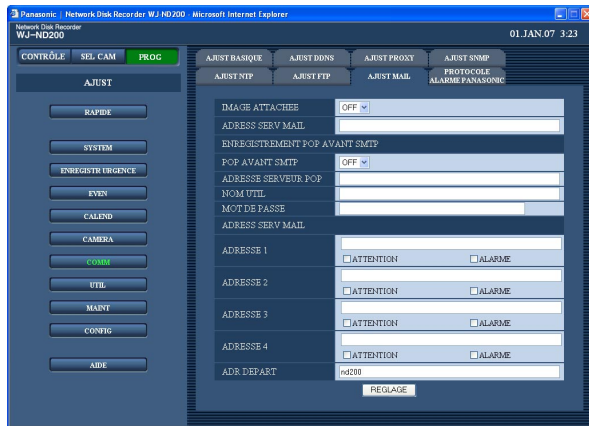 Panasonic | Network Disk Recorder WJ-ND200 - Microsoft Internet Explorer
Network Disk Recorder
WJ-ND200
01.JAN.07 3:23
CONTRÔLE SEL CAM PROG
AJUST
RAPIDE
SYSTEM
ENREGISTR URGENCE
EVEN
CALEND
CAMERA
COMM
UTIL
MAINT
CONFIG
AIDE
AJUST BASIQUE AJUST DDNS AJUST PROXY AJUST SNMP
AJUST NTP AJUST FTP AJUST MAIL PROTOCOLE
ALARME PANASONIC
IMAGE ATTACHEE OFF
ADRESS SERV MAIL
ENREGISTREMENT POP AVANT SMTP
POP AVANT SMTP OFF
ADRESSE SERVEUR POP
NOM UTIL
MOT DE PASSE
ADRESS SERV MAIL
ADRESSE 1
ATTENTION ALARME
ADRESSE 2
ATTENTION ALARME
ADRESSE 3
ATTENTION ALARME
ADRESSE 4
ATTENTION ALARME
ADR DEPART nd200
REGLAGE